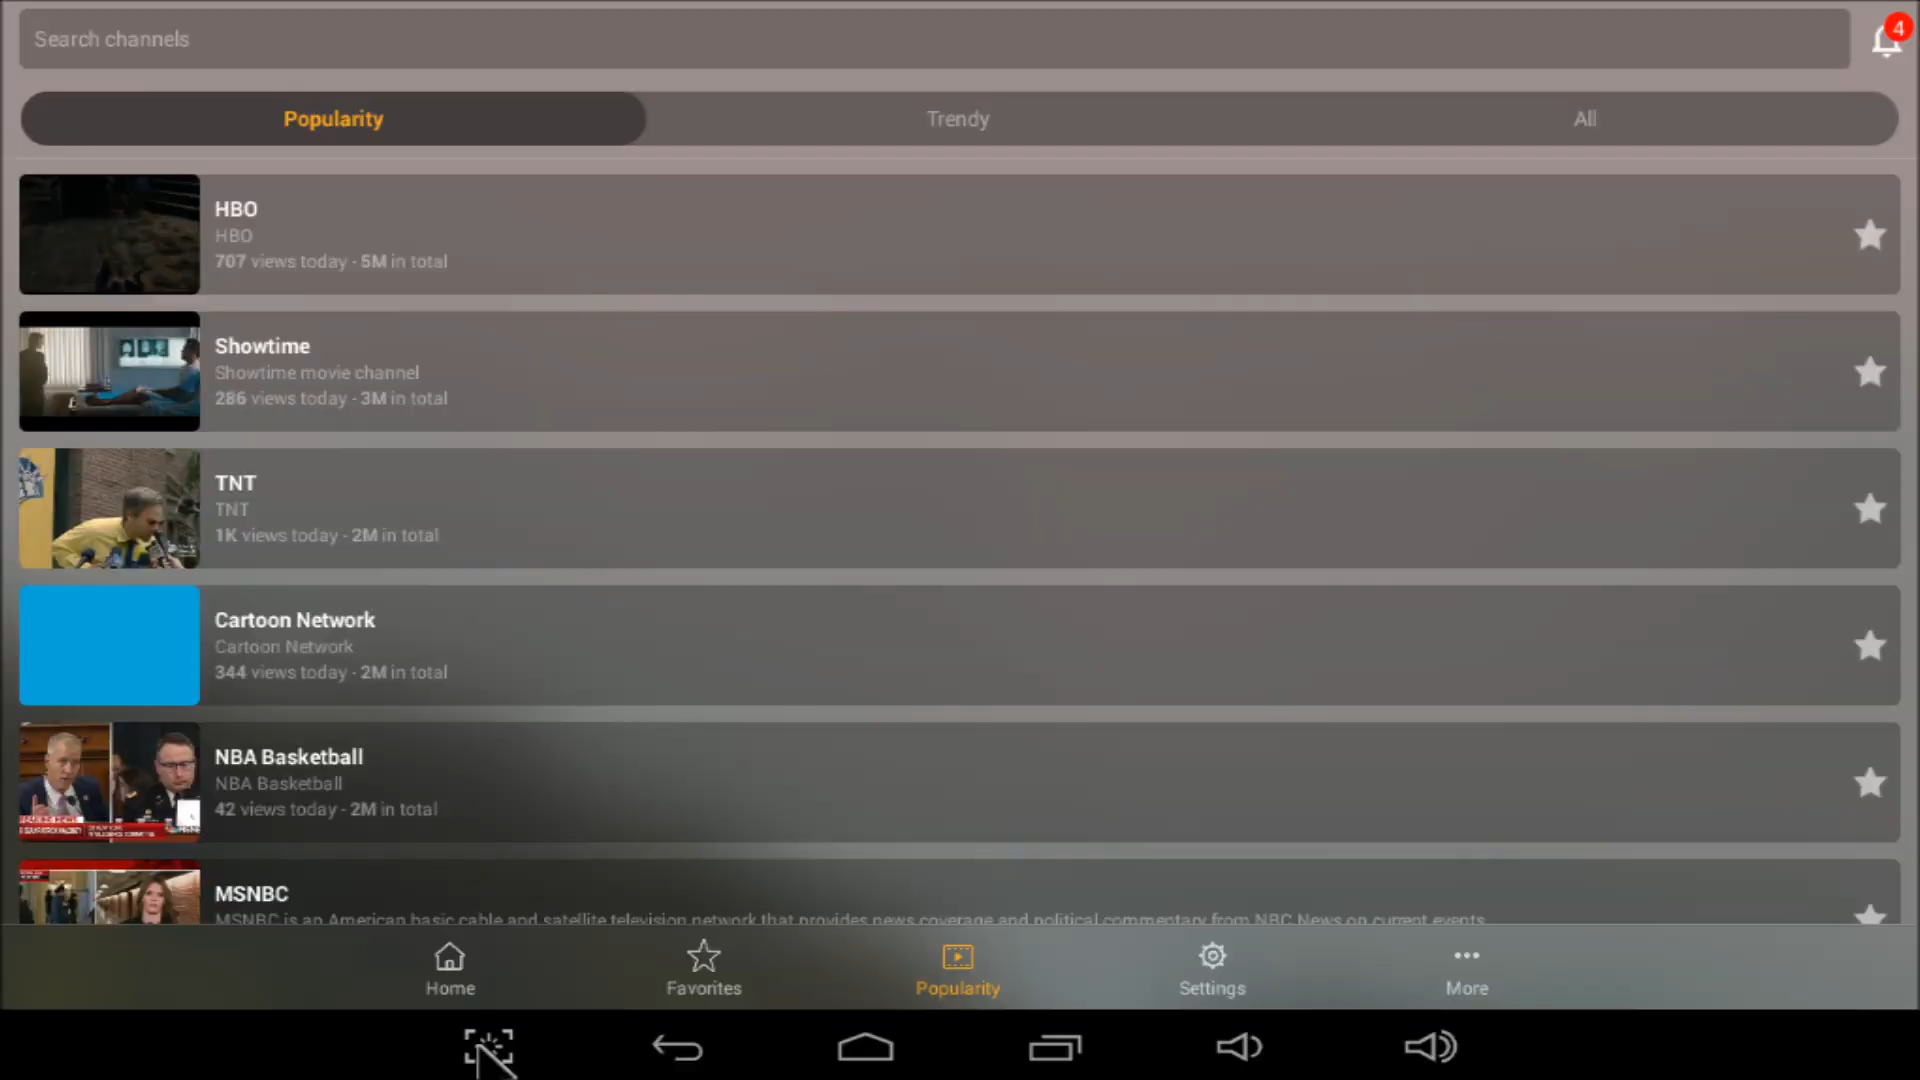 Search channels
4
Popularity
Trendy
All
HBO
HBO
707 views today - 5M in total
Showtime
Showtime movie channel
286 views today - 3M in total
TNT
TNT
1K views today - 2M in total
Cartoon Network
Cartoon Network
344 views today - 2M in total
NBA Basketball
NBA Basketball
42 views today - 2M in total
MSNBC
MSNBC is an American basic cable and satellite television network that provides news coverage and political commentary from NBC News on current events
Home
Favorites
Popularity
Settings
More